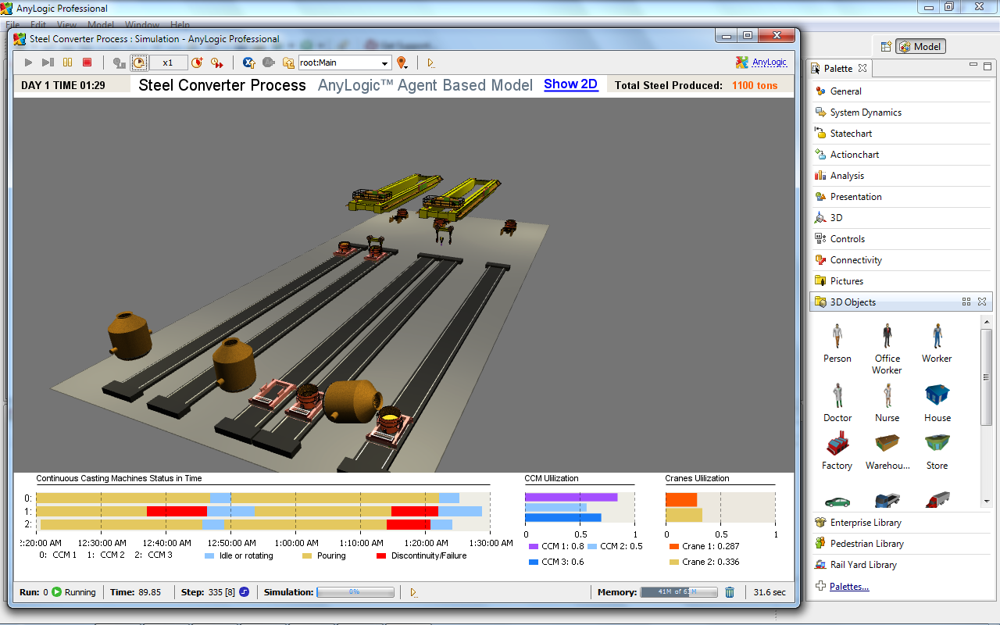 AnyLogic Professional
File Edit View Model Window Help
Steel Converter Process : Simulation - AnyLogic Professional
x1
root:Main
AnyLogic
Model
DAY 1 TIME 01:29
Steel Converter Process
AnyLogic™ Agent Based Model
Show 2D
Total Steel Produced: 1100 tons
Palette
General
System Dynamics
Statechart
Actionchart
Analysis
Presentation
3D
Controls
Connectivity
Pictures
3D Objects
Person
Office Worker
Worker
Doctor
Nurse
House
Factory
Warehou...
Store
Enterprise Library
Pedestrian Library
Rail Yard Library
Palettes...
Continuous Casting Machines Status in Time
0:
1:
2:
:20:00 AM 12:30:00 AM 12:40:00 AM 12:50:00 AM 1:00:00 AM 1:10:00 AM 1:20:00 AM 1:30:00 AM
0: CCM 1 1: CCM 2 2: CCM 3
Idle or rotating
Pouring
Discontinuity/Failure
CCM Uilization
0 0.5 1
CCM 1: 0.8 CCM 2: 0.5
CCM 3: 0.6
Cranes Uilization
0 0.5 1
Crane 1: 0.287
Crane 2: 0.336
Run: 0 Running
Time: 89.85
Step: 335 [8]
Simulation: 0%
Memory: 41M of 63M
31.6 sec